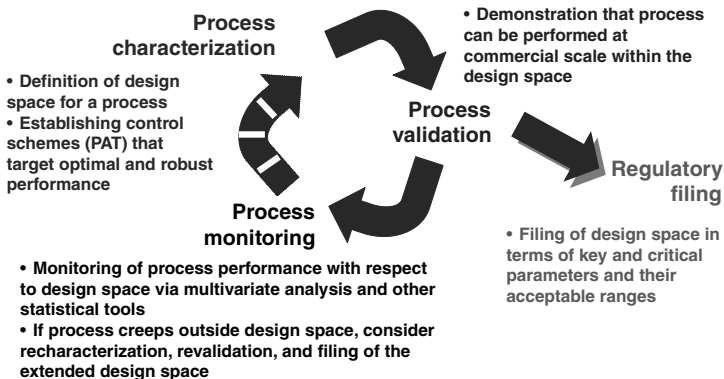 Process
characterization
• Definition of design
space for a process
• Establishing control
schemes (PAT) that
target optimal and robust
performance
• Demonstration that process
can be performed at
commercial scale within the
design space
Process
validation
Regulatory
filing
• Filing of design space in
terms of key and critical
parameters and their
acceptable ranges
Process
monitoring
• Monitoring of process performance with respect
to design space via multivariate analysis and other
statistical tools
• If process creeps outside design space, consider
recharacterization, revalidation, and filing of the
extended design space